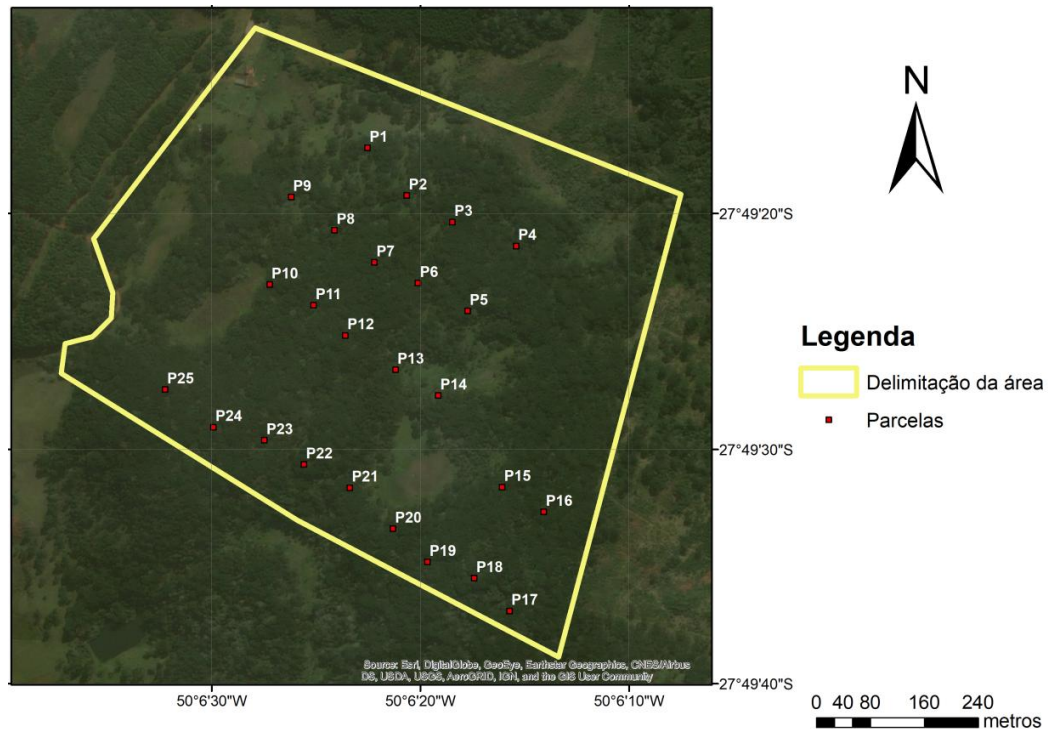 P1
P9
P2
P3
P8
P4
P7
P6
P10
P5
P11
P12
P13
P25
P14
P24
P23
P22
P15
P21
P16
P20
P19
P18
P17
Source: Esri, DigitalGlobe, GeoEye, Earthstar Geographics, CNES/Airbus
DS, USDA, USGS, AeroGRID, IGN, and the GIS User Community
27°49'20"S
27°49'30"S
27°49'40"S
50°6'30"W
50°6'20"W
50°6'10"W
N
Legenda
Delimitação da área
Parcelas
0 40 80 160 240
metros